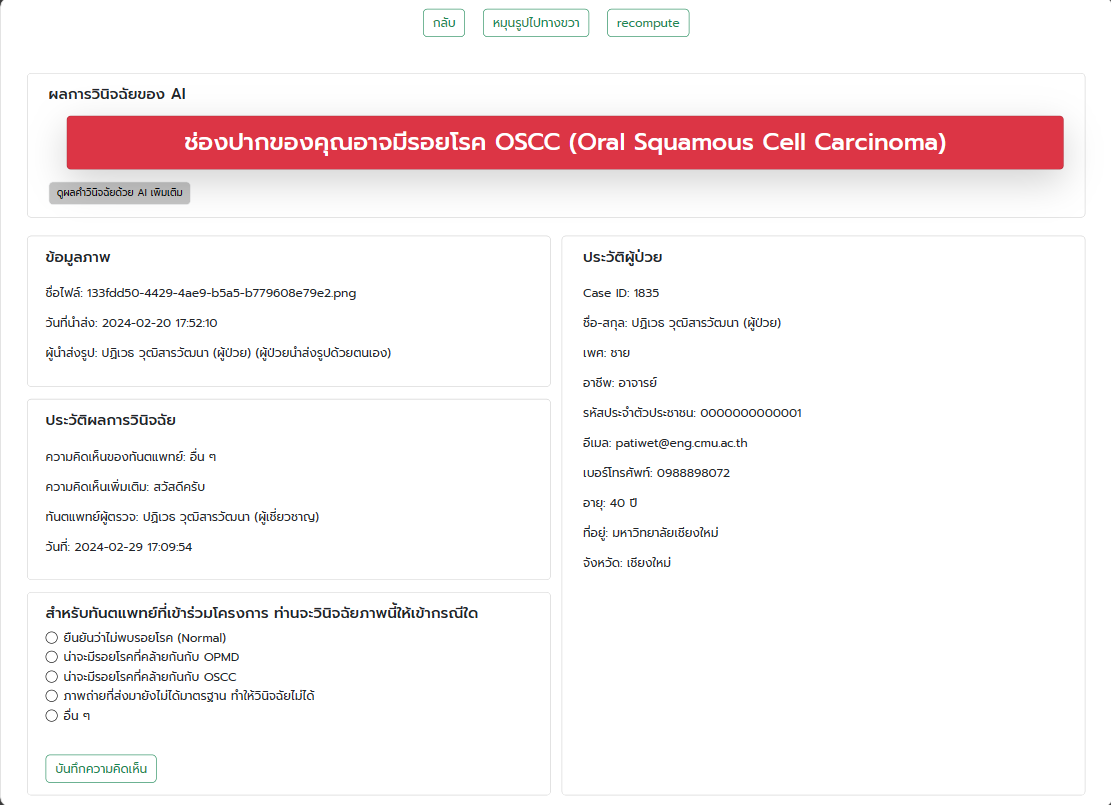 กลับ
หมุนรูปไปทางขวา
recompute
ผลการวินิจฉัยของ AI
ช่องปากของคุณอาจมีรอยโรค OSCC (Oral Squamous Cell Carcinoma)
ดูผลคำวินิจฉัยด้วย AI เพิ่มเติม
ข้อมูลภาพ
ชื่อไฟล์: 133fdd50-4429-4ae9-b5a5-b779608e79e2.png
วันที่นำส่ง: 2024-02-20 17:52:10
ผู้นำส่งรูป: ปฏิเวธ วุฒิสารวัฒนา (ผู้ป่วย) (ผู้ป่วยนำส่งรูปด้วยตนเอง)
ประวัติผลการวินิจฉัย
ความคิดเห็นของทันตแพทย์: อื่น ๆ
ความคิดเห็นเพิ่มเติม: สวัสดีครับ
ทันตแพทย์ผู้ตรวจ: ปฏิเวธ วุฒิสารวัฒนา (ผู้เชี่ยวชาญ)
วันที่: 2024-02-29 17:09:54
สำหรับทันตแพทย์ที่เข้าร่วมโครงการ ท่านจะวินิจฉัยภาพนี้ให้เข้ากรณีใด
ยืนยันว่าไม่พบรอยโรค (Normal)
น่าจะมีรอยโรคที่คล้ายกันกับ OPMD
น่าจะมีรอยโรคที่คล้ายกันกับ OSCC
ภาพถ่ายที่ส่งมายังไม่ได้มาตรฐาน ทำให้วินิจฉัยไม่ได้
อื่น ๆ
บันทึกความคิดเห็น
ประวัติผู้ป่วย
Case ID: 1835
ชื่อ-สกุล: ปฏิเวธ วุฒิสารวัฒนา (ผู้ป่วย)
เพศ: ชาย
อาชีพ: อาจารย์
รหัสประจำตัวประชาชน: 0000000000001
อีเมล: patiwet@eng.cmu.ac.th
เบอร์โทรศัพท์: 0988898072
อายุ: 40 ปี
ที่อยู่: มหาวิทยาลัยเชียงใหม่
จังหวัด: เชียงใหม่